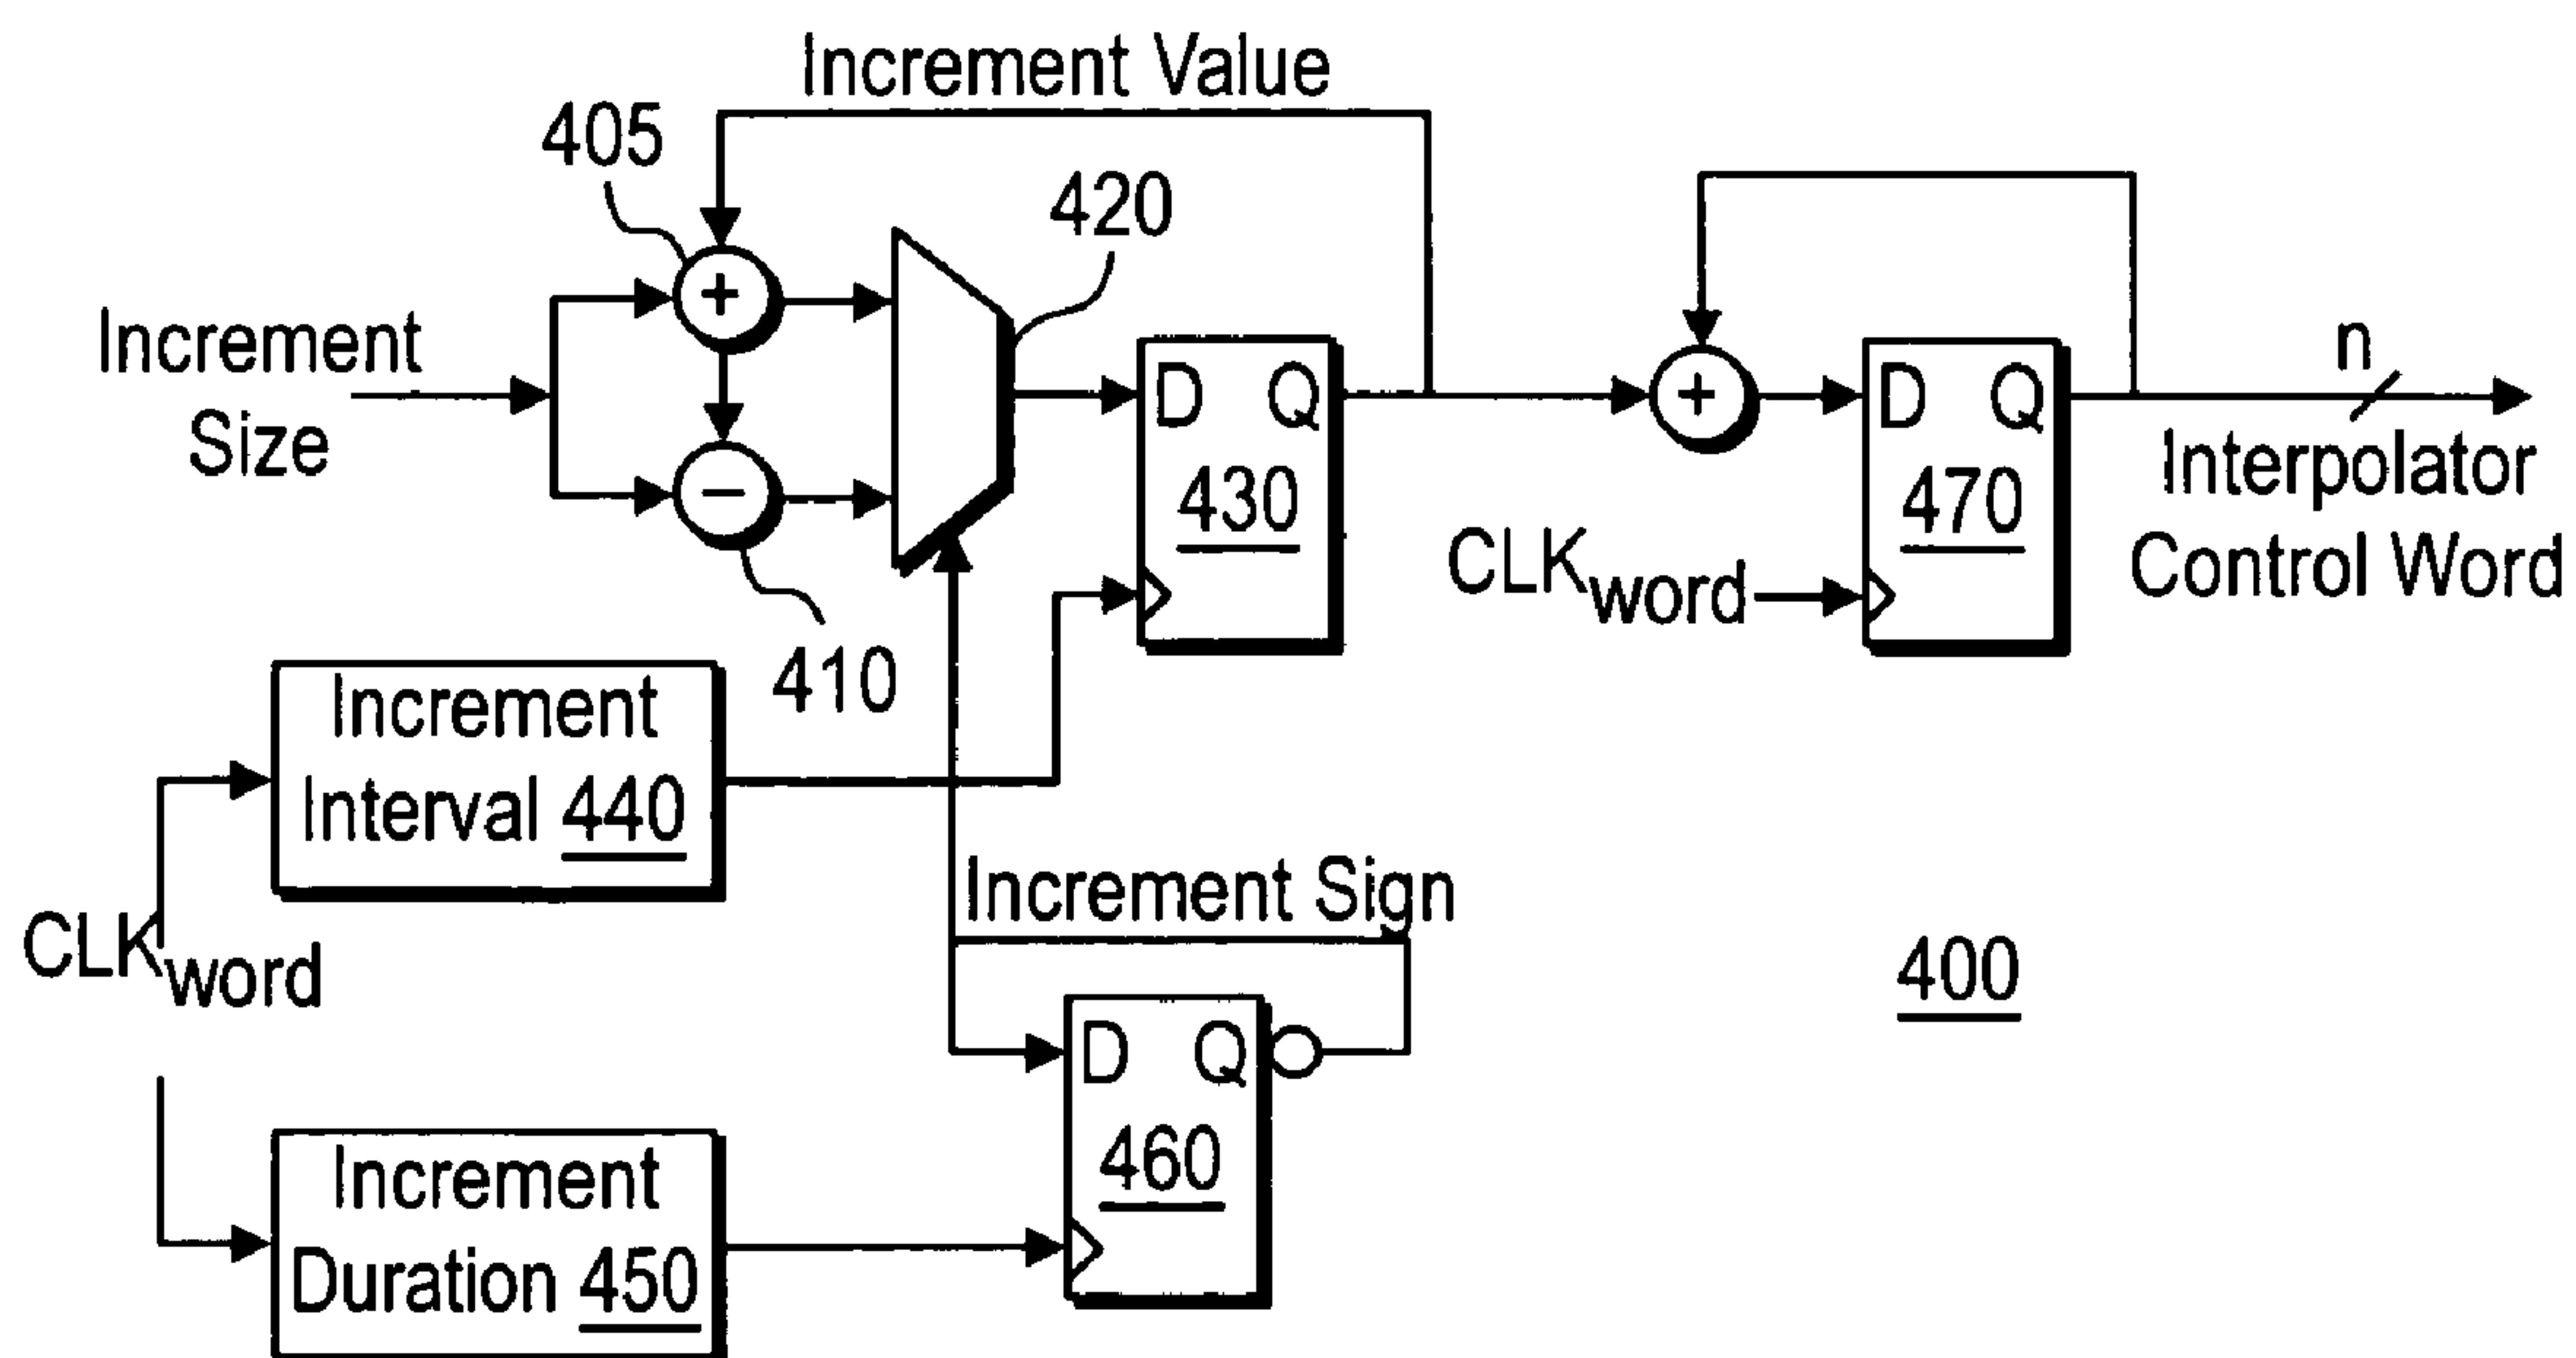 Increment Value
405
420
+
Increment
Size
−
410
D Q
430
+
D Q
470
n
Interpolator
Control Word
CLKword
Increment
Interval 440
CLKword
Increment Sign
D Q
460
400
Increment
Duration 450